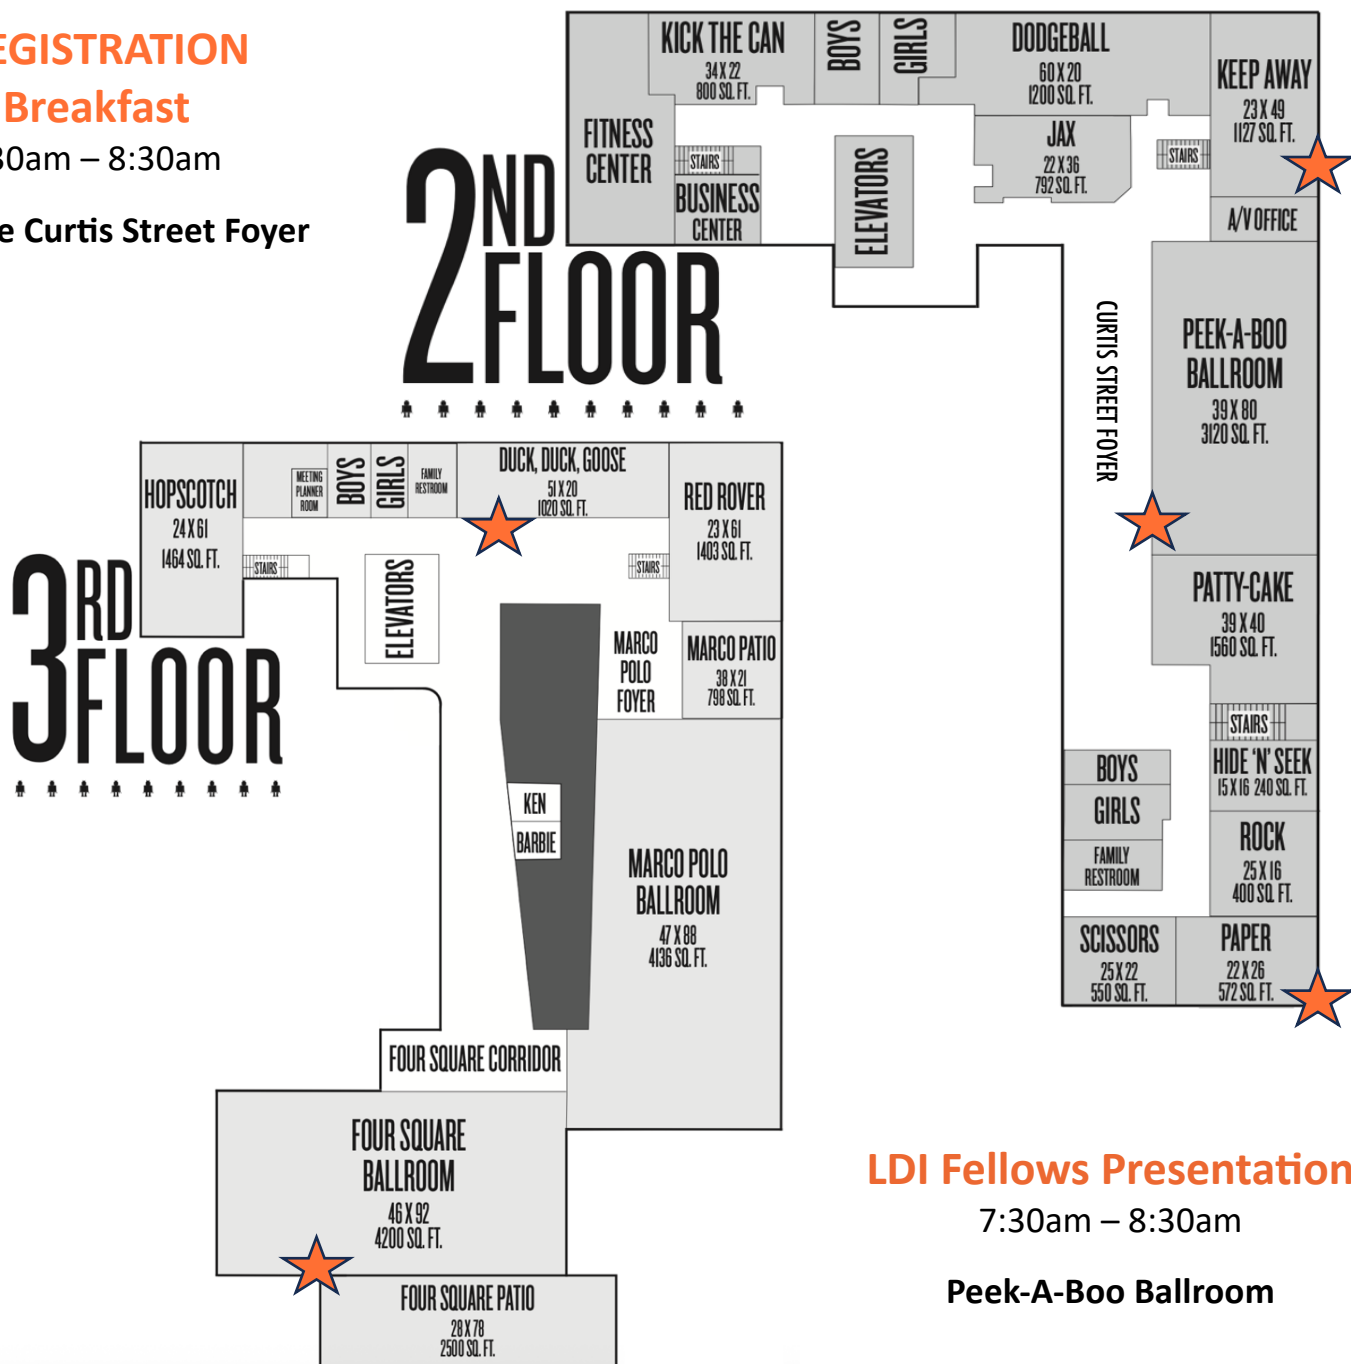 EGISTRATION
Breakfast
30am – 8:30am
e Curtis Street Foyer
2ND
FLOOR
KICK THE CAN
34 X 22
800 SQ. FT.
BOYS
GIRLS
DODGEBALL
60 X 20
1200 SQ. FT.
KEEP AWAY
23 X 49
1127 SQ. FT.
FITNESS
CENTER
STAIRS
BUSINESS
CENTER
ELEVATORS
JAX
22 X 36
792 SQ. FT.
STAIRS
A/V OFFICE
CURTIS STREET FOYER
PEEK-A-BOO
BALLROOM
39 X 80
3120 SQ. FT.
PATTY-CAKE
39 X 40
1560 SQ. FT.
STAIRS
HIDE 'N' SEEK
15 X 16 240 SQ. FT.
BOYS
GIRLS
FAMILY
RESTROOM
ROCK
25 X 16
400 SQ. FT.
SCISSORS
25 X 22
550 SQ. FT.
PAPER
22 X 26
572 SQ. FT.
3RD
FLOOR
HOPSCOTCH
24 X 61
1464 SQ. FT.
MEETING
PLANNER
ROOM
BOYS
GIRLS
FAMILY
RESTROOM
DUCK, DUCK, GOOSE
51 X 20
1020 SQ. FT.
RED ROVER
23 X 61
1403 SQ. FT.
STAIRS
ELEVATORS
STAIRS
MARCO
POLO
FOYER
MARCO PATIO
38 X 21
798 SQ. FT.
KEN
BARBIE
MARCO POLO
BALLROOM
47 X 88
4136 SQ. FT.
FOUR SQUARE CORRIDOR
FOUR SQUARE
BALLROOM
46 X 92
4200 SQ. FT.
FOUR SQUARE PATIO
28 X 78
2500 SQ. FT.
LDI Fellows Presentation
7:30am – 8:30am
Peek-A-Boo Ballroom